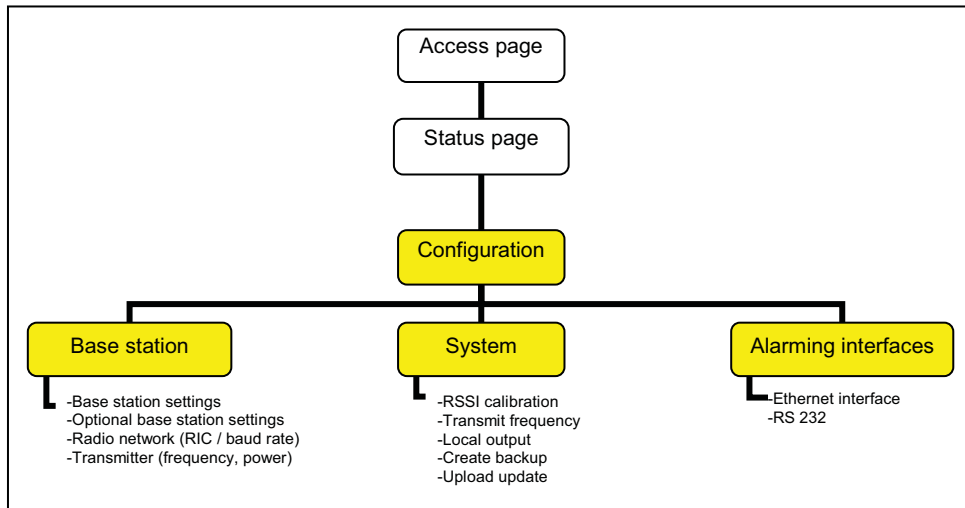 Access page
Status page
Configuration
Base station
System
Alarming interfaces
-Base station settings
-Optional base station settings
-Radio network (RIC / baud rate)
-Transmitter (frequency, power)
-RSSI calibration
-Transmit frequency
-Local output
-Create backup
-Upload update
-Ethernet interface
-RS 232